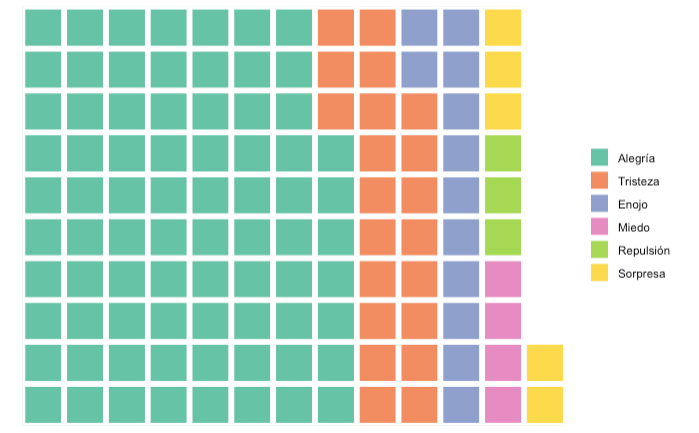 Alegría
Tristeza
Enojo
Miedo
Repulsión
Sorpresa